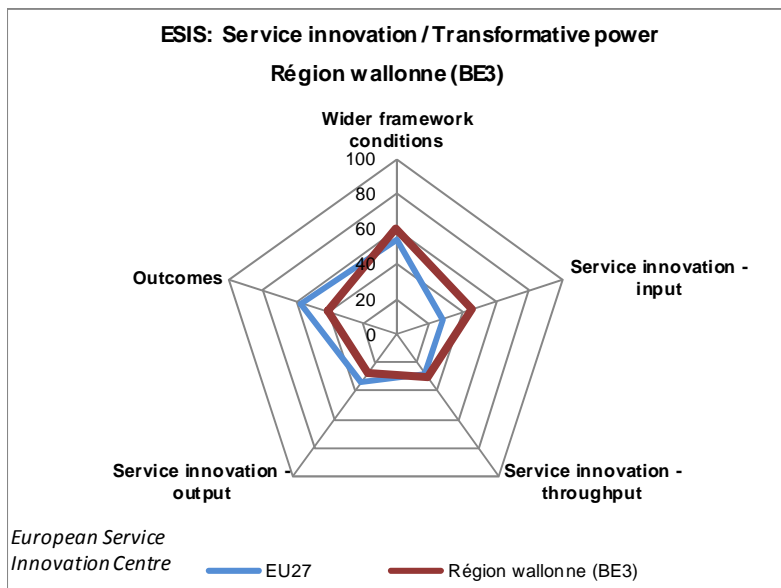 ESIS: Service innovation / Transformative power
Région wallonne (BE3)
Wider framework
conditions
100
80
60
40
20
0
Outcomes
Service innovation -
input
Service innovation -
output
Service innovation -
throughput
European Service
Innovation Centre
EU27
Région wallonne (BE3)